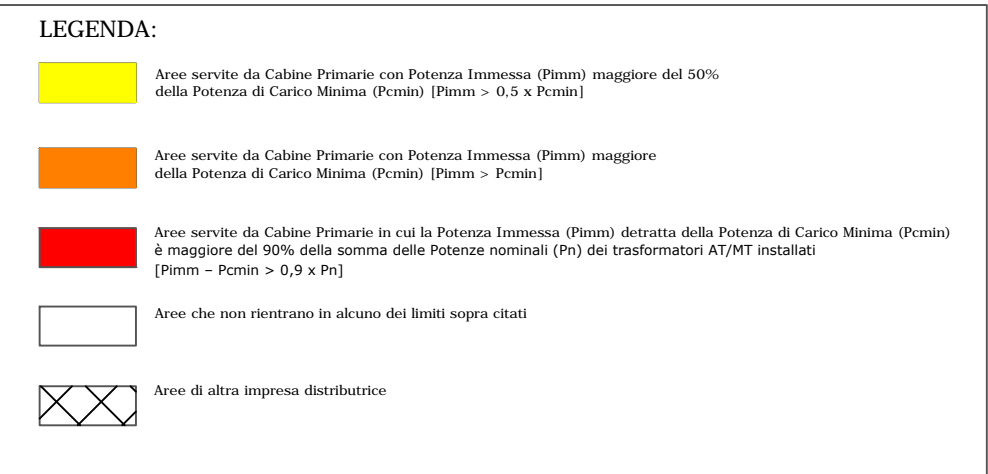 LEGENDA:
Aree servite da Cabine Primarie con Potenza Immessa (Pimm) maggiore del 50%
della Potenza di Carico Minima (Pcmin) [Pimm > 0,5 x Pcmin]
Aree servite da Cabine Primarie con Potenza Immessa (Pimm) maggiore
della Potenza di Carico Minima (Pcmin) [Pimm > Pcmin]
Aree servite da Cabine Primarie in cui la Potenza Immessa (Pimm) detratta della Potenza di Carico Minima (Pcmin)
è maggiore del 90% della somma delle Potenze nominali (Pn) dei trasformatori AT/MT installati
[Pimm – Pcmin > 0,9 x Pn]
Aree che non rientrano in alcuno dei limiti sopra citati
Aree di altra impresa distributrice